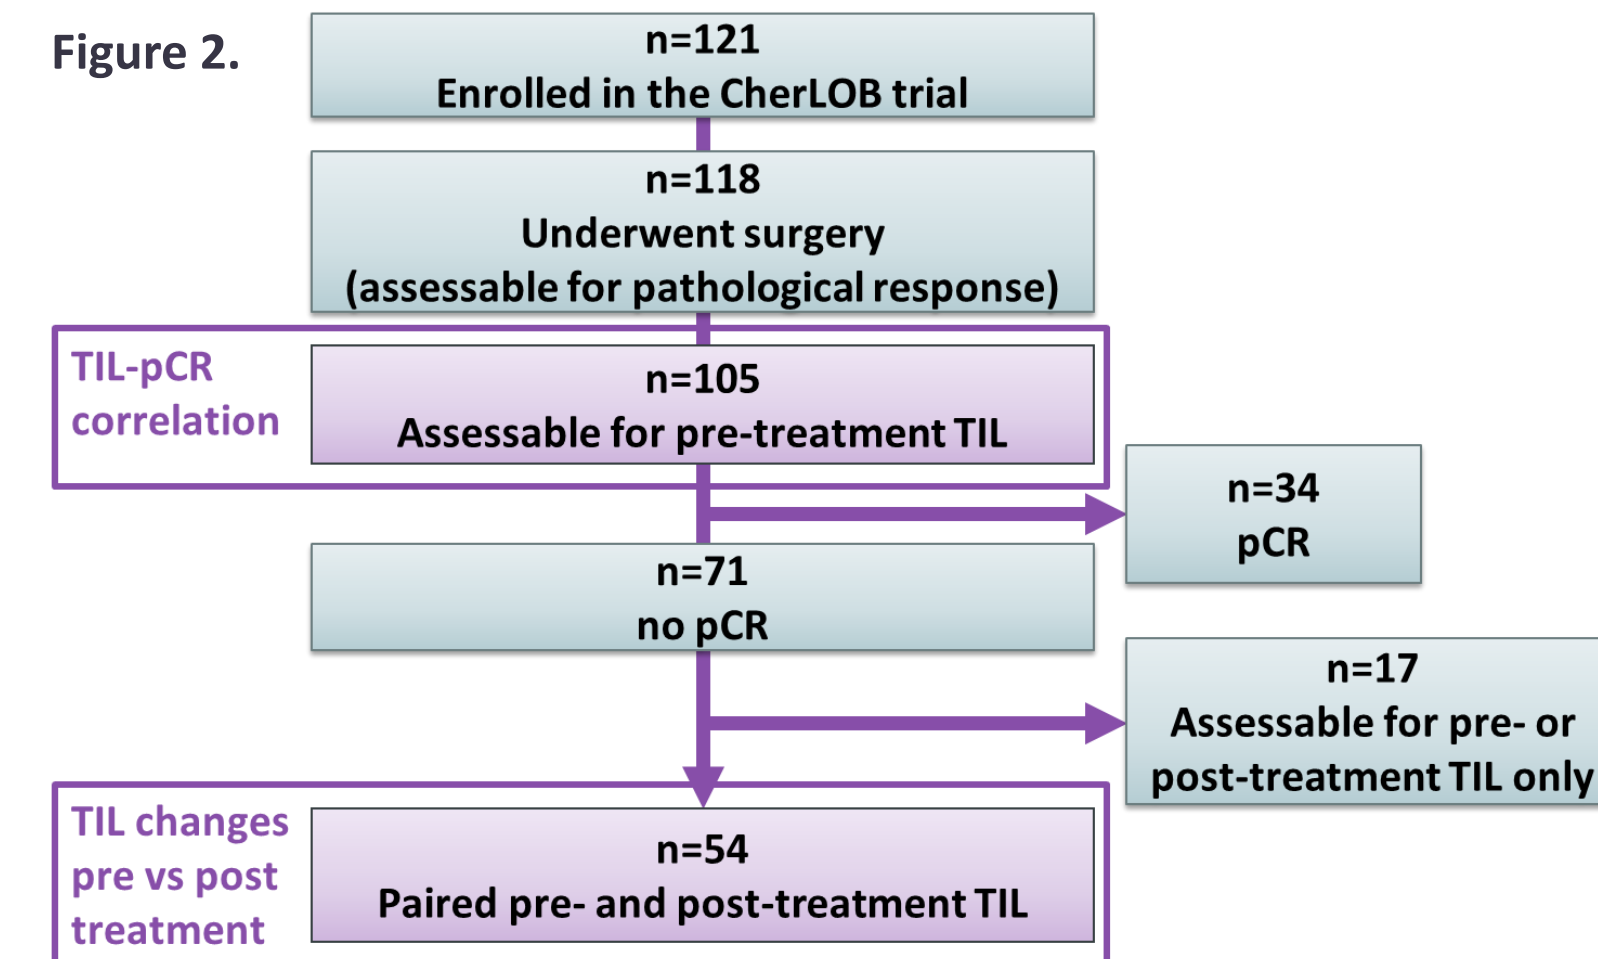 Figure 2.
n=121
Enrolled in the CherLOB trial
n=118
Underwent surgery
(assessable for pathological response)
TIL-pCR
correlation
n=105
Assessable for pre-treatment TIL
n=34
pCR
n=71
no pCR
n=17
Assessable for pre- or
post-treatment TIL only
TIL changes
pre vs post
treatment
n=54
Paired pre- and post-treatment TIL